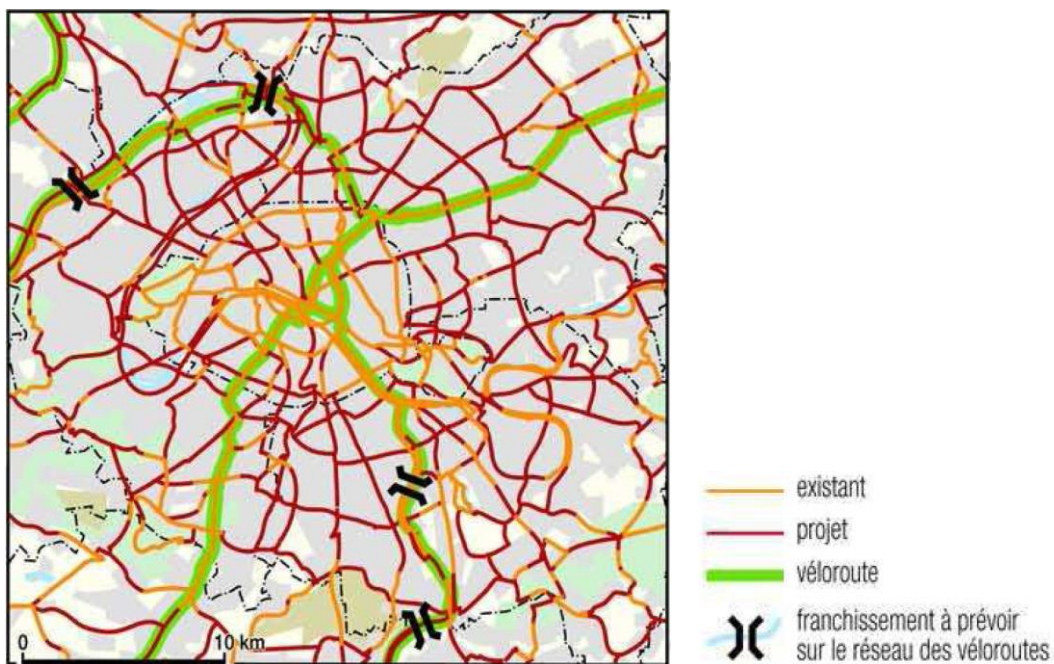 0
10 km
existant
projet
véloroute
franchissement à prévoir
sur le réseau des véloroutes